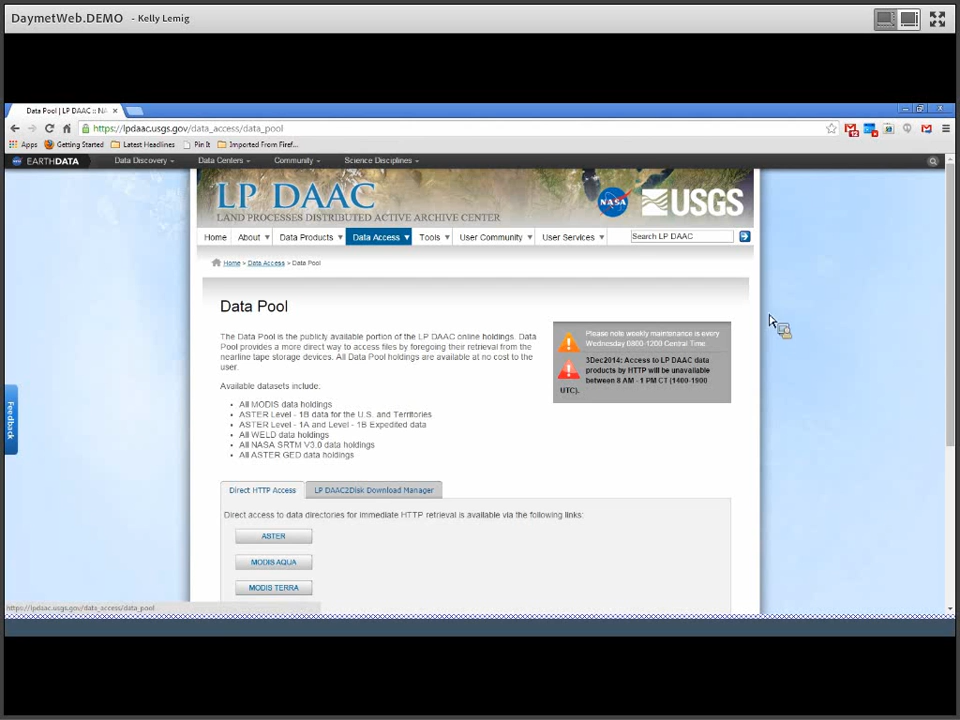 DaymetWeb.DEMO - Kelly Lemig
Data Pool | LP DAAC :: NA
https://lpdaac.usgs.gov/data_access/data_pool
Apps Getting Started Latest Headlines Pin It Imported From Firef...
EARTHDATA Data Discovery Data Centers Community Science Disciplines
LP DAAC
LAND PROCESSES DISTRIBUTED ACTIVE ARCHIVE CENTER
NASA
USGS
Home About Data Products Data Access Tools User Community User Services Search LP DAAC
Home > Data Access > Data Pool
Data Pool
The Data Pool is the publicly available portion of the LP DAAC online holdings. Data
Pool provides a more direct way to access files by foregoing their retrieval from the
nearline tape storage devices. All Data Pool holdings are available at no cost to the
user.
Please note weekly maintenance is every
Wednesday 0800-1200 Central Time.
3Dec2014: Access to LP DAAC data
products by HTTP will be unavailable
between 8 AM - 1 PM CT (1400-1900
UTC).
Available datasets include:
• All MODIS data holdings
• ASTER Level - 1B data for the U.S. and Territories
• ASTER Level - 1A and Level - 1B Expedited data
• All WELD data holdings
• All NASA SRTM V3.0 data holdings
• All ASTER GED data holdings
Feedback
Direct HTTP Access LP DAAC2Disk Download Manager
Direct access to data directories for immediate HTTP retrieval is available via the following links:
ASTER
MODIS AQUA
MODIS TERRA
https://lpdaac.usgs.gov/data_access/data_pool